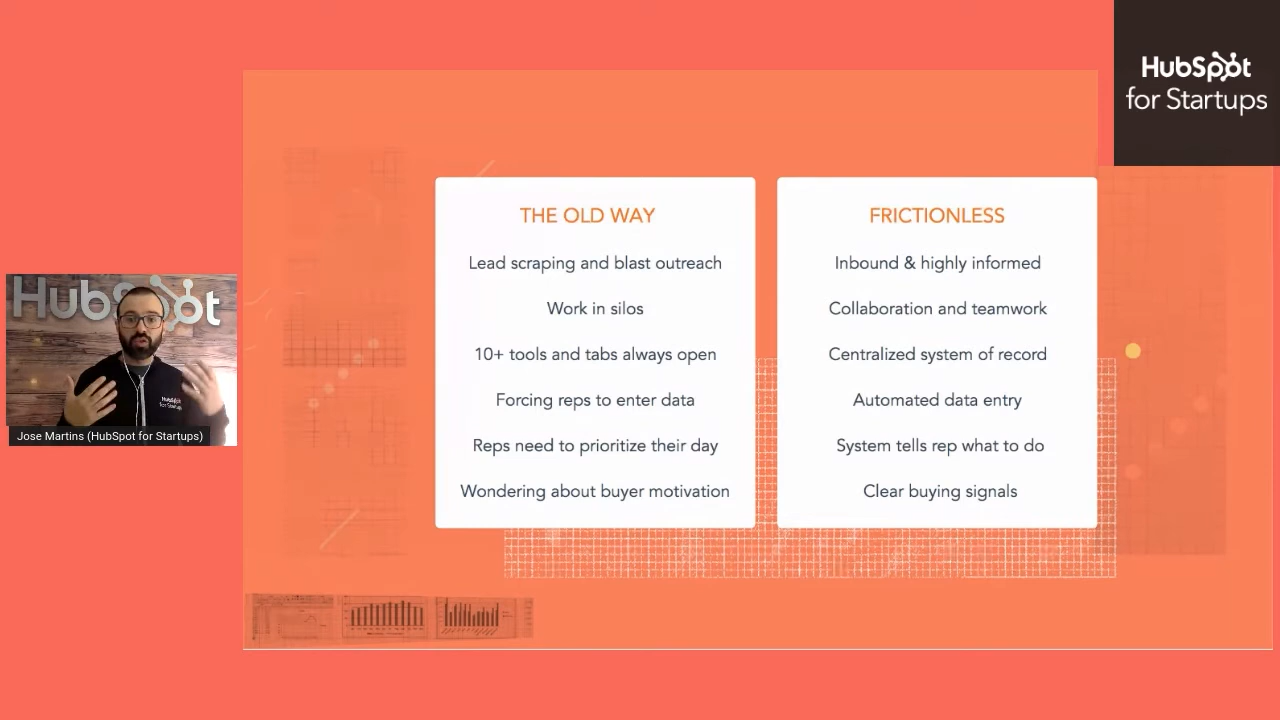 HubSpot
for Startups
THE OLD WAY
Lead scraping and blast outreach
Work in silos
10+ tools and tabs always open
Forcing reps to enter data
Reps need to prioritize their day
Wondering about buyer motivation
FRICTIONLESS
Inbound & highly informed
Collaboration and teamwork
Centralized system of record
Automated data entry
System tells rep what to do
Clear buying signals
HubSpot
HubSpot
for Startups
Jose Martins (HubSpot for Startups)